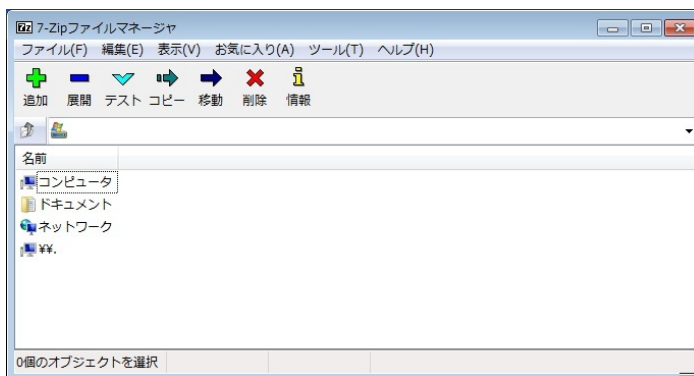 7z 7-Zipファイルマネージャ
ファイル(F) 編集(E) 表示(V) お気に入り(A) ツール(T) ヘルプ(H)
追加 展開 テスト コピー 移動 削除 情報
名前
コンピュータ
ドキュメント
ネットワーク
¥¥.
0個のオブジェクトを選択